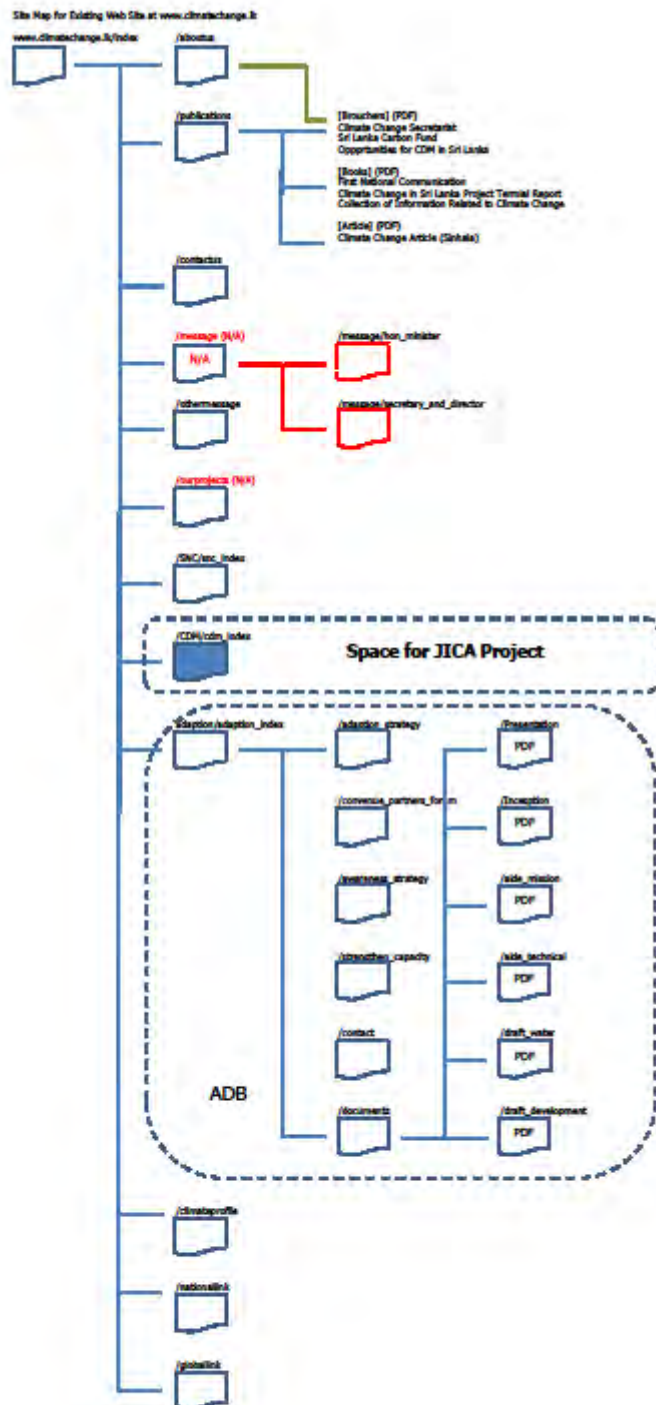 Site Map for Existing Web Site at www.climatechange.lk
www.climatechange.lk/index
/aboutus
/publications
[Brouchers] (PDF)
Climate Change Secretariat
Sri Lanka Carbon Fund
Opportunities for CDM in Sri Lanka
[Books] (PDF)
First National Communication
Climate Change in Sri Lanka Project Termial Report
Collection of Information Related to Climate Change
[Article] (PDF)
Climate Change Article (Sinhala)
/contactus
/message (N/A)
N/A
/message/hon_minister
/othermessage
/message/secretary_and_director
/ourprojects (N/A)
/SNC/snc_index
/CDM/cdm_index
Space for JICA Project
adaption/adaption_index
/adaption_strategy
/Presentation
PDF
/convenue_partners_forum
/Inception
PDF
/awareness_strategy
/aide_mission
PDF
/strengthen_capacity
/aide_technical
PDF
/contact
/draft_water
PDF
ADB
/documents
/draft_development
PDF
/climateprofile
/nationallink
/globallink